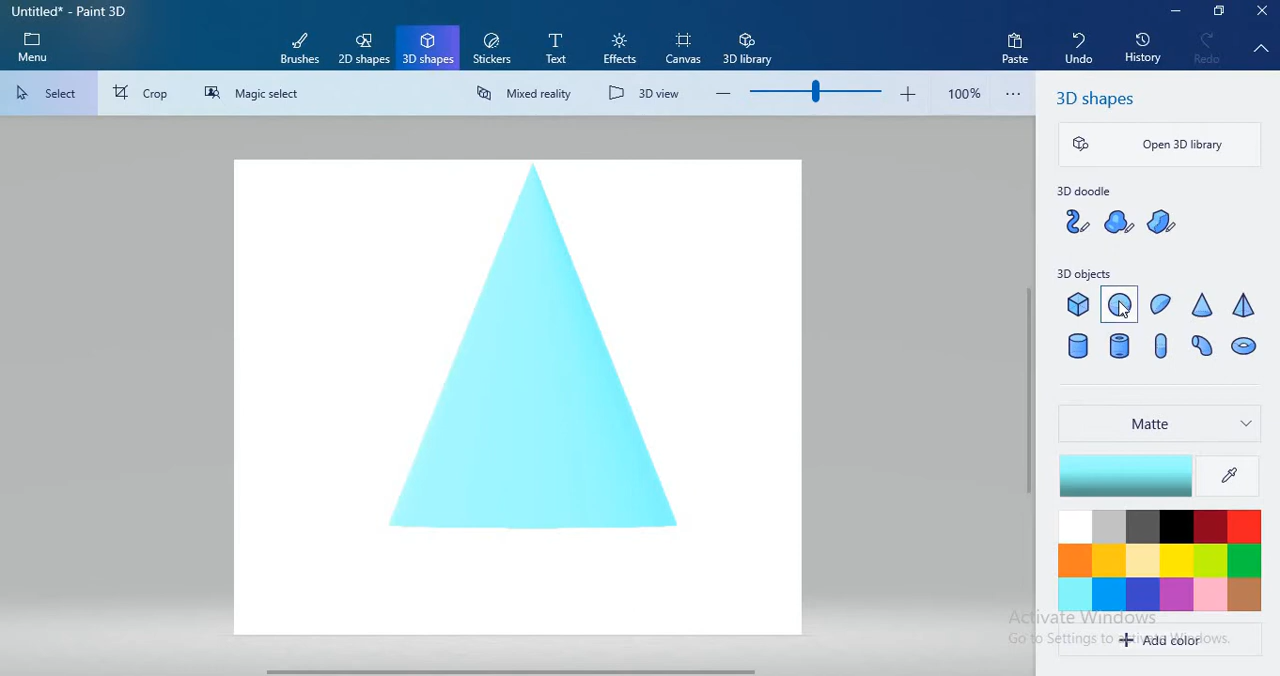 Untitled* - Paint 3D
Menu
Brushes
2D shapes
3D shapes
Stickers
Text
Effects
Canvas
3D library
Paste
Undo
History
Redo
Select
Crop
Magic select
Mixed reality
3D view
100%
3D shapes
Open 3D library
3D doodle
3D objects
Matte
Activate Windows
Go to Settings to activate Windows.
Add color